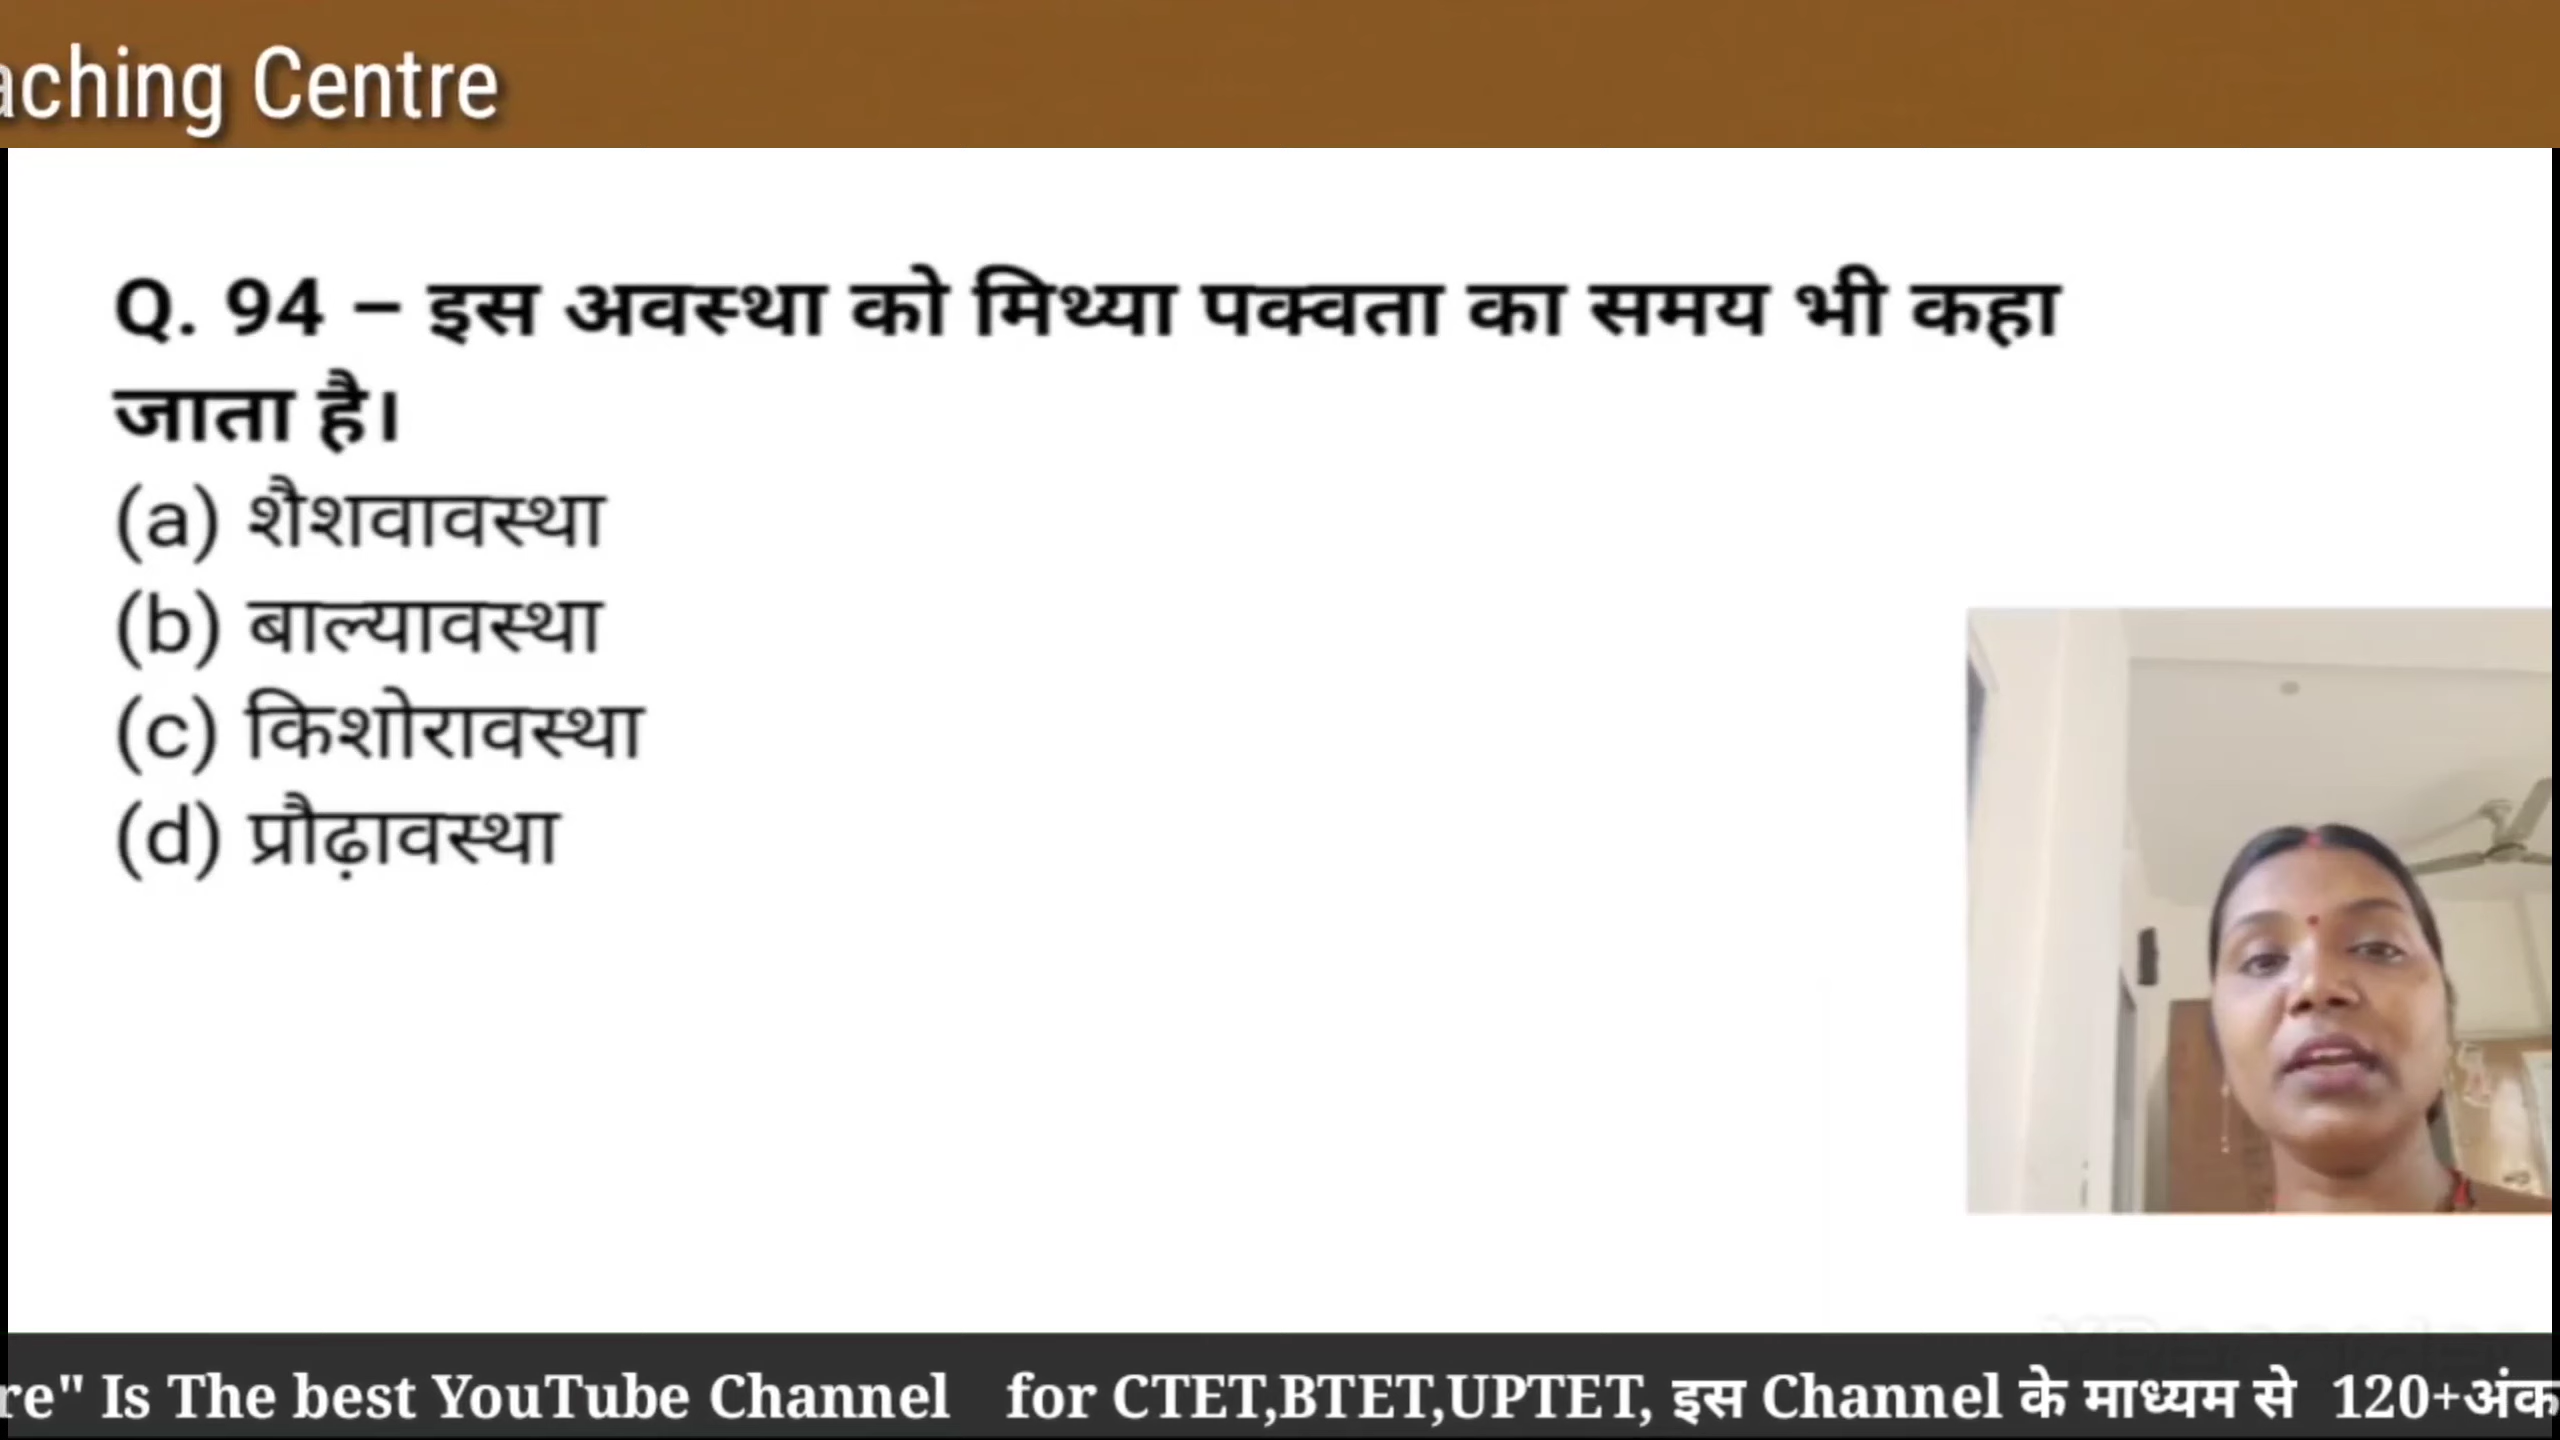 aching Centre
Q. 94 – इस अवस्था को मिथ्या पक्वता का समय भी कहा
जाता है।
(a) शैशवावस्था
(b) बाल्यावस्था
(c) किशोरावस्था
(d) प्रौढ़ावस्था
re" Is The best YouTube Channel for CTET,BTET,UPTET, इस Channel के माध्यम से 120+अंक